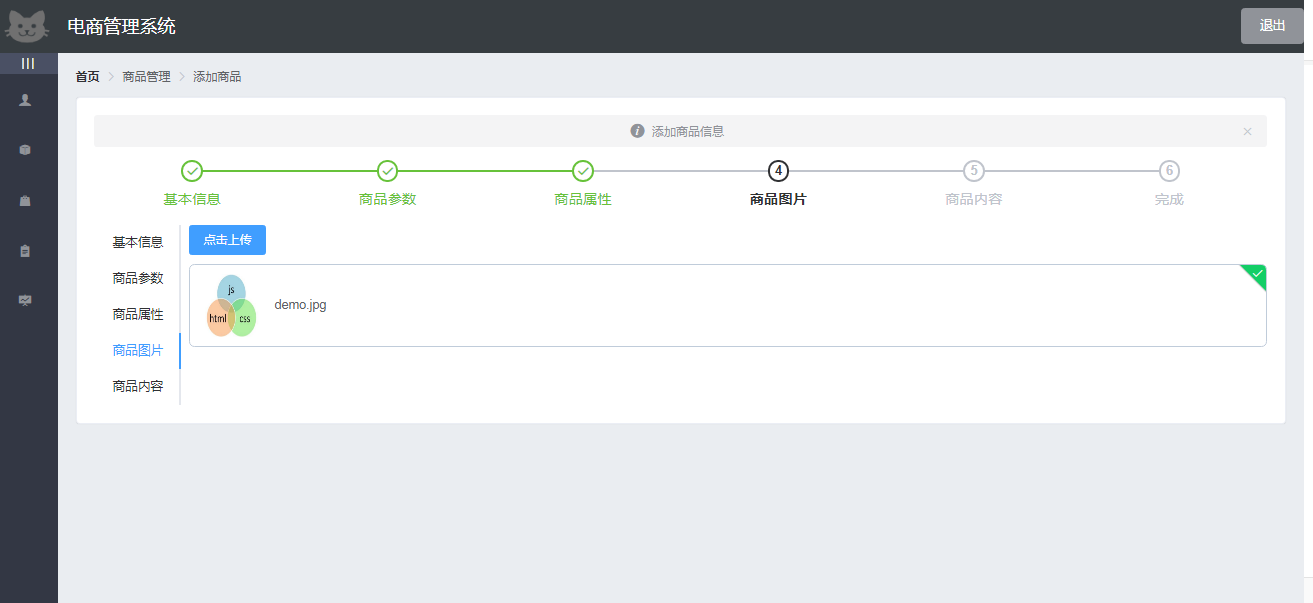 电商管理系统
退出
首页 > 商品管理 > 添加商品
添加商品信息
4 5 6
基本信息 商品参数 商品属性 商品图片 商品内容 完成
基本信息
商品参数
商品属性
商品图片
商品内容
点击上传
js
html css
demo.jpg